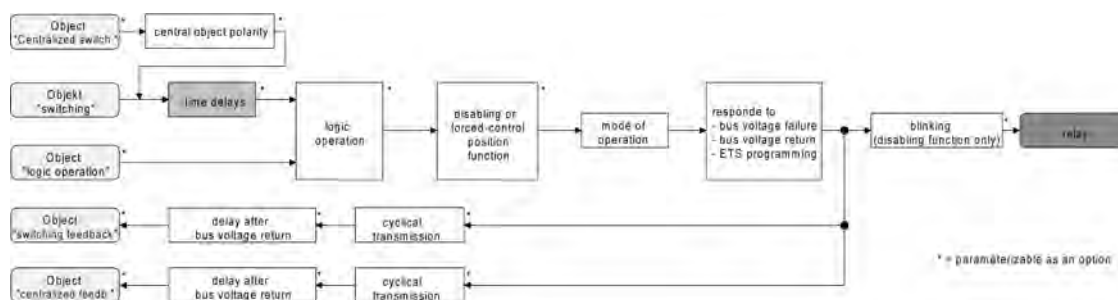 Object
"Centralized switch"
*
central object polarity
*
Objekt
"switching"
time delays
*
Object
"logic operation"
*
logic
operation
*
disabling or
forced-control
position
function
*
mode of
operation
responde to
- bus voltage failure
- bus voltage return
- ETS programming
blinking
(disabling function only)
*
relay
Object
"switching feedback"
*
delay after
bus voltage return
*
cyclical
transmission
*
Object
"centralized feedb."
*
delay after
bus voltage return
*
cyclical
transmission
*
* = parameterizable as an option